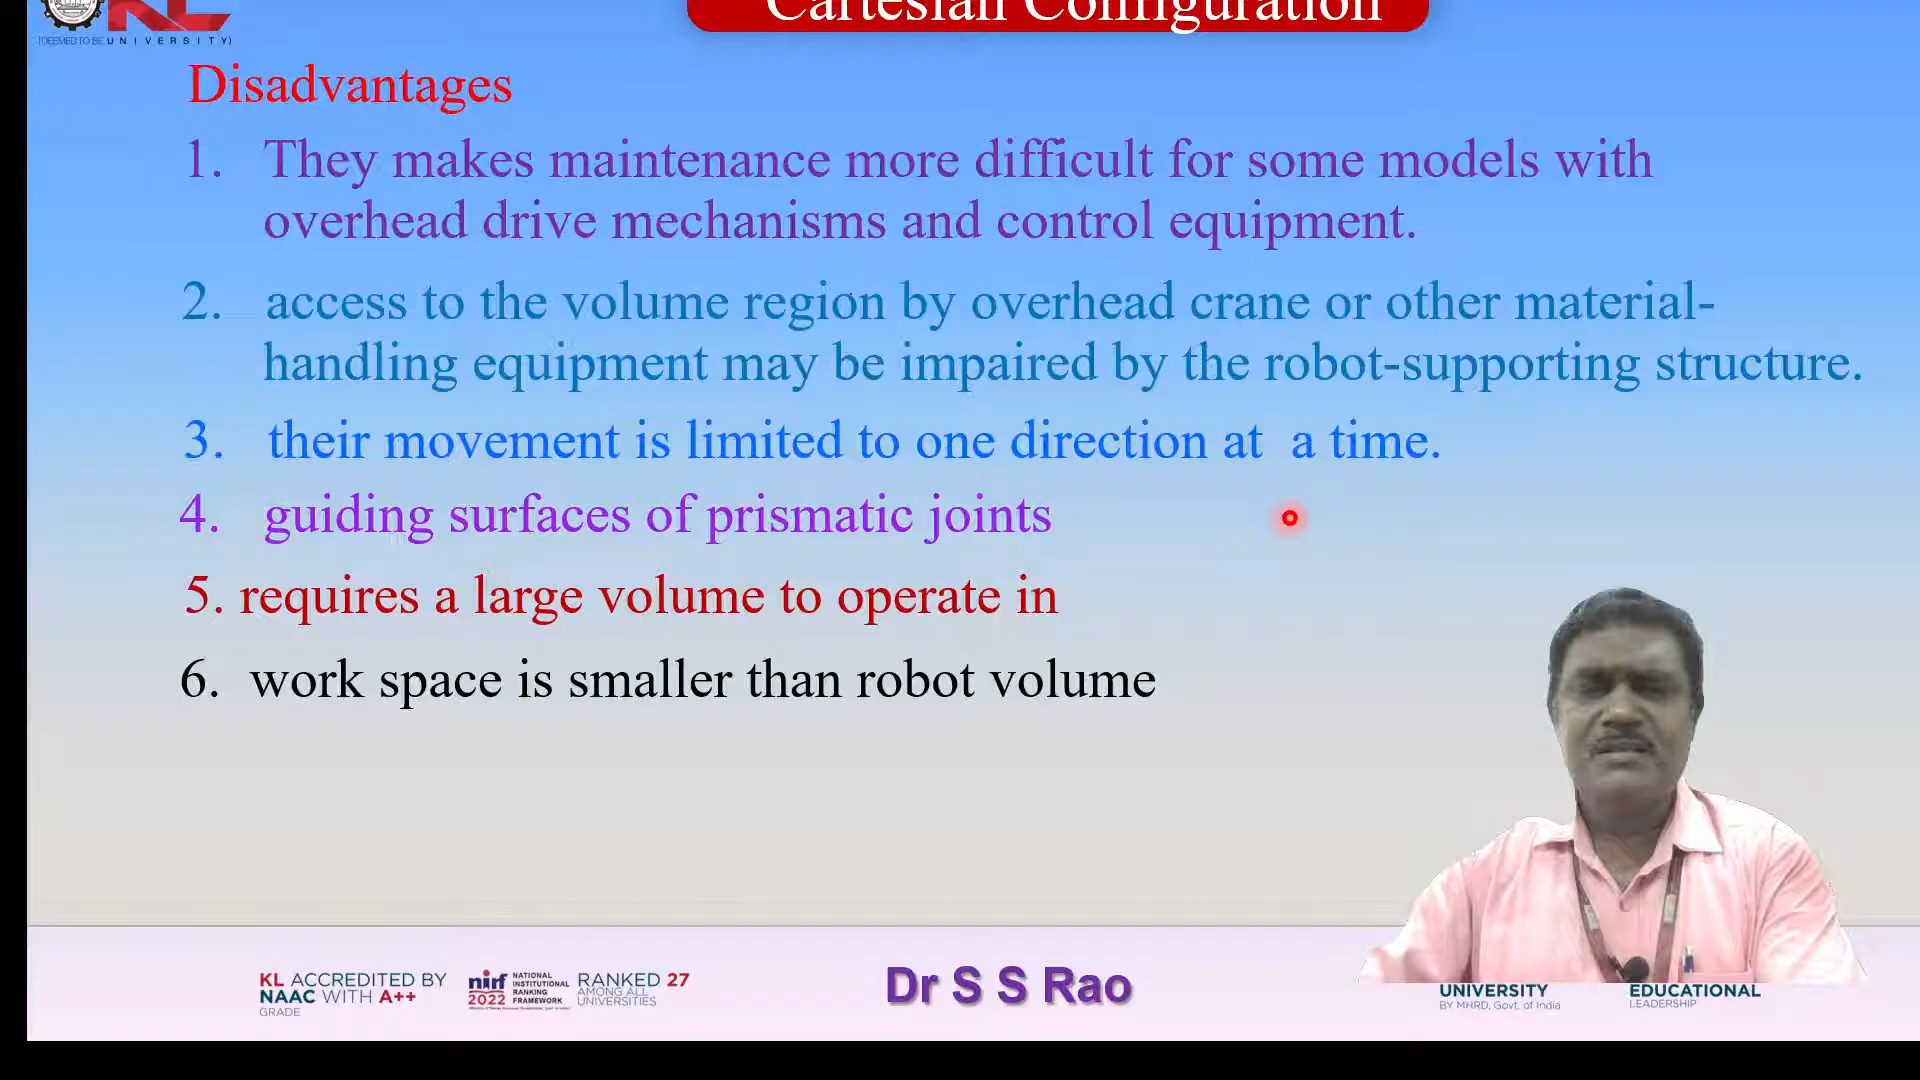 Cartesian Configuration
KL
(DEEMED TO BE UNIVERSITY)
Disadvantages
1. They makes maintenance more difficult for some models with
overhead drive mechanisms and control equipment.
2. access to the volume region by overhead crane or other material-
handling equipment may be impaired by the robot-supporting structure.
3. their movement is limited to one direction at a time.
4. guiding surfaces of prismatic joints
5. requires a large volume to operate in
6. work space is smaller than robot volume
KL ACCREDITED BY
NAAC WITH A++
GRADE
nirf
2022
NATIONAL
INSTITUTIONAL
RANKING
FRAMEWORK
RANKED 27
AMONG ALL
UNIVERSITIES
Dr S S Rao
UNIVERSITY
BY MHRD, Govt. of India
EDUCATIONAL
LEADERSHIP